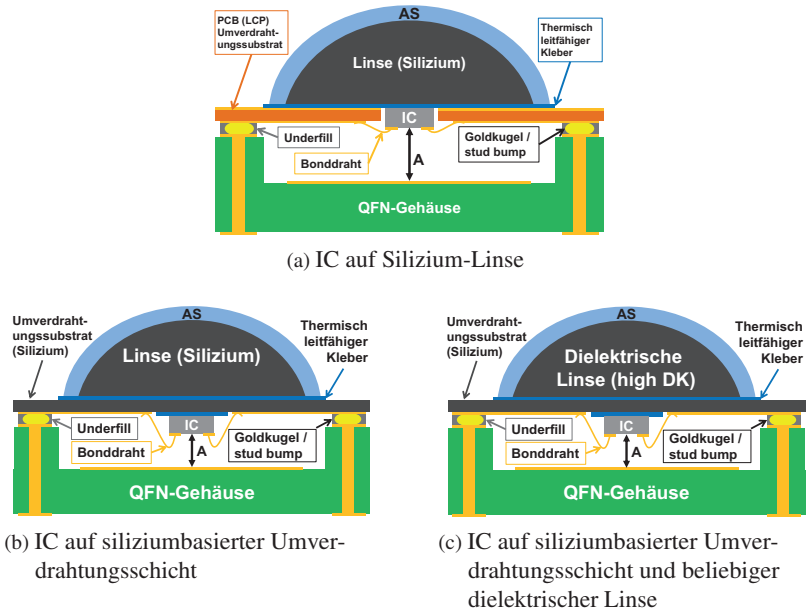 AS
PCB (LCP)
Umverdraht-
ungssubstrat
Thermisch
leitfähiger
Kleber
Linse (Silizium)
IC
Underfill
Bonddraht
A
Goldkugel /
stud bump
QFN-Gehäuse
(a) IC auf Silizium-Linse
AS
Umverdraht-
ungssubstrat
(Silizium)
Thermisch
leitfähiger
Kleber
Linse (Silizium)
IC
Underfill
Bonddraht
A
Goldkugel /
stud bump
QFN-Gehäuse
(b) IC auf siliziumbasierter Umver-
drahtungsschicht
AS
Umverdraht-
ungssubstrat
(Silizium)
Thermisch
leitfähiger
Kleber
Dielektrische
Linse (high DK)
IC
Underfill
Bonddraht
A
Goldkugel /
stud bump
QFN-Gehäuse
(c) IC auf siliziumbasierter Umver-
drahtungsschicht und beliebiger
dielektrischer Linse